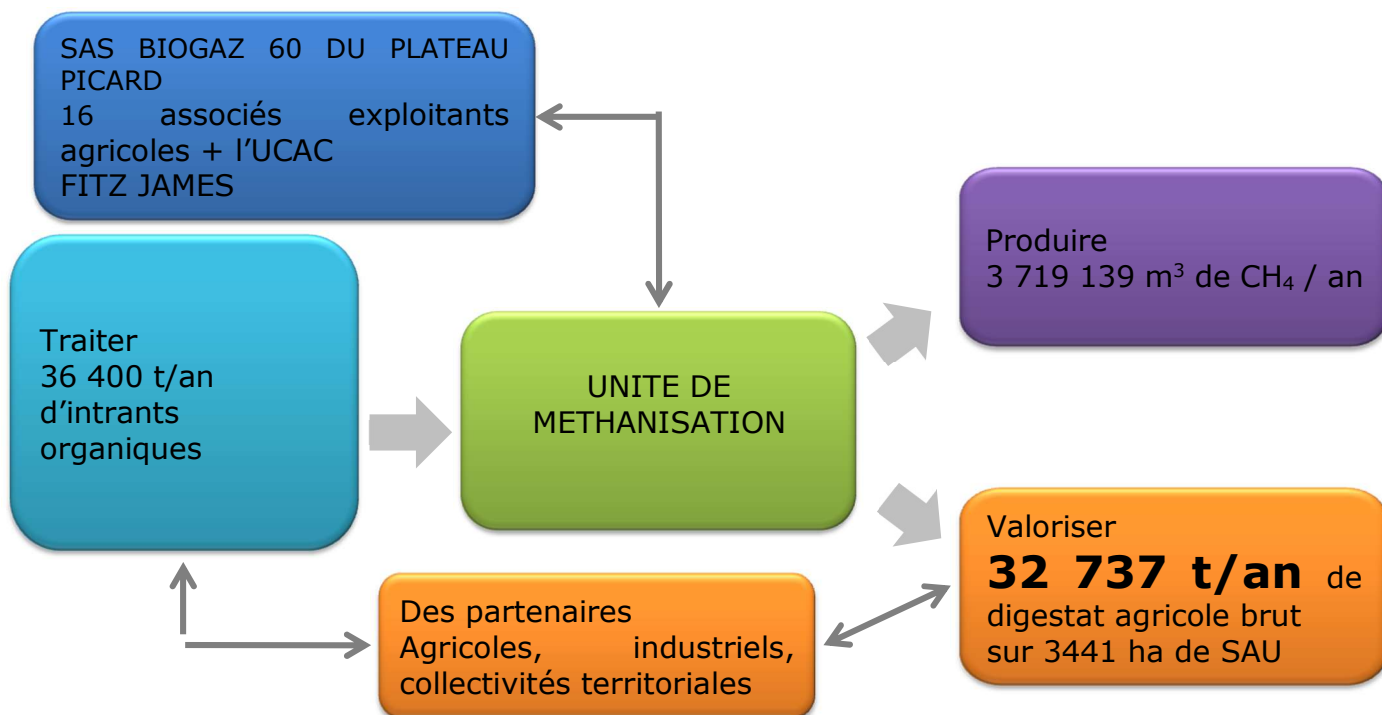 SAS BIOGAZ 60 DU PLATEAU
PICARD
16 associés exploitants
agricoles + l’UCAC
FITZ JAMES
Traiter
36 400 t/an
d’intrants
organiques
UNITE DE
METHANISATION
Produire
3 719 139 m³ de CH₄ / an
Valoriser
32 737 t/an de
digestat agricole brut
sur 3441 ha de SAU
Des partenaires
Agricoles, industriels,
collectivités territoriales